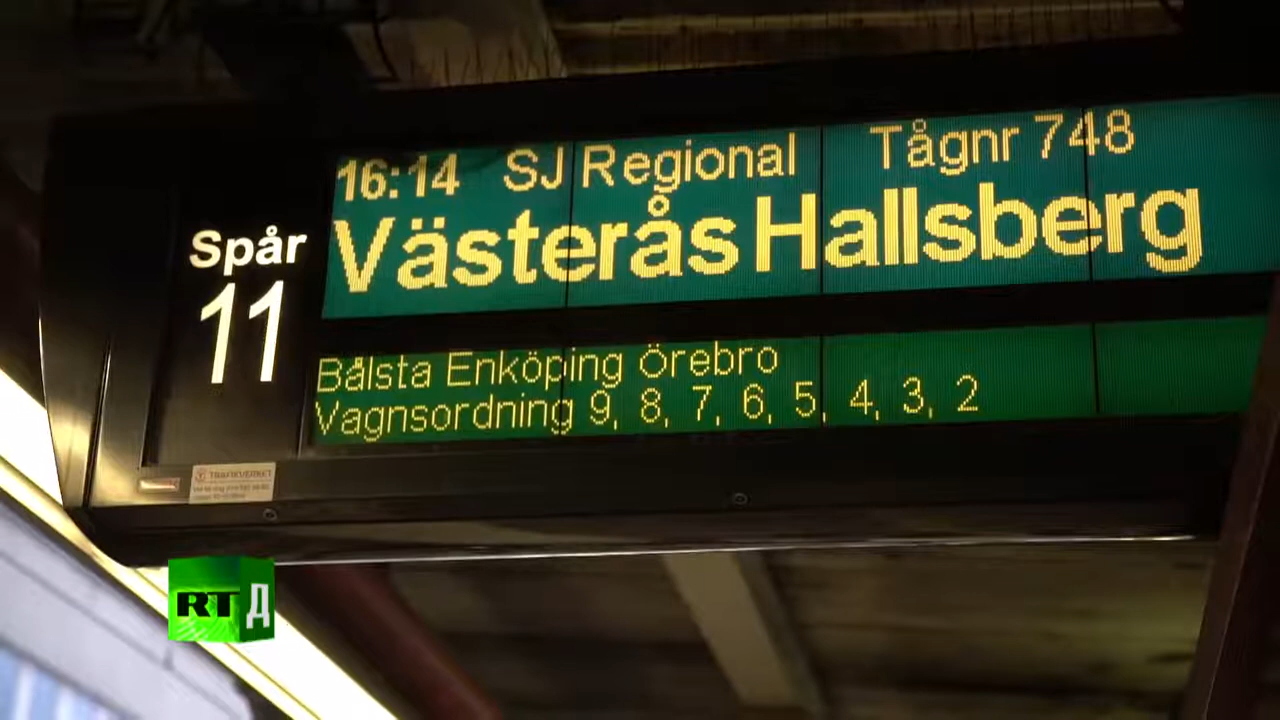 16:14 SJ Regional Tågnr 748
Västerås Hallsberg
Spår
11
Bålsta Enköping Örebro
Vagnsordning 9, 8, 7, 6, 5, 4, 3, 2
TRAFIKVERKET
RT Д